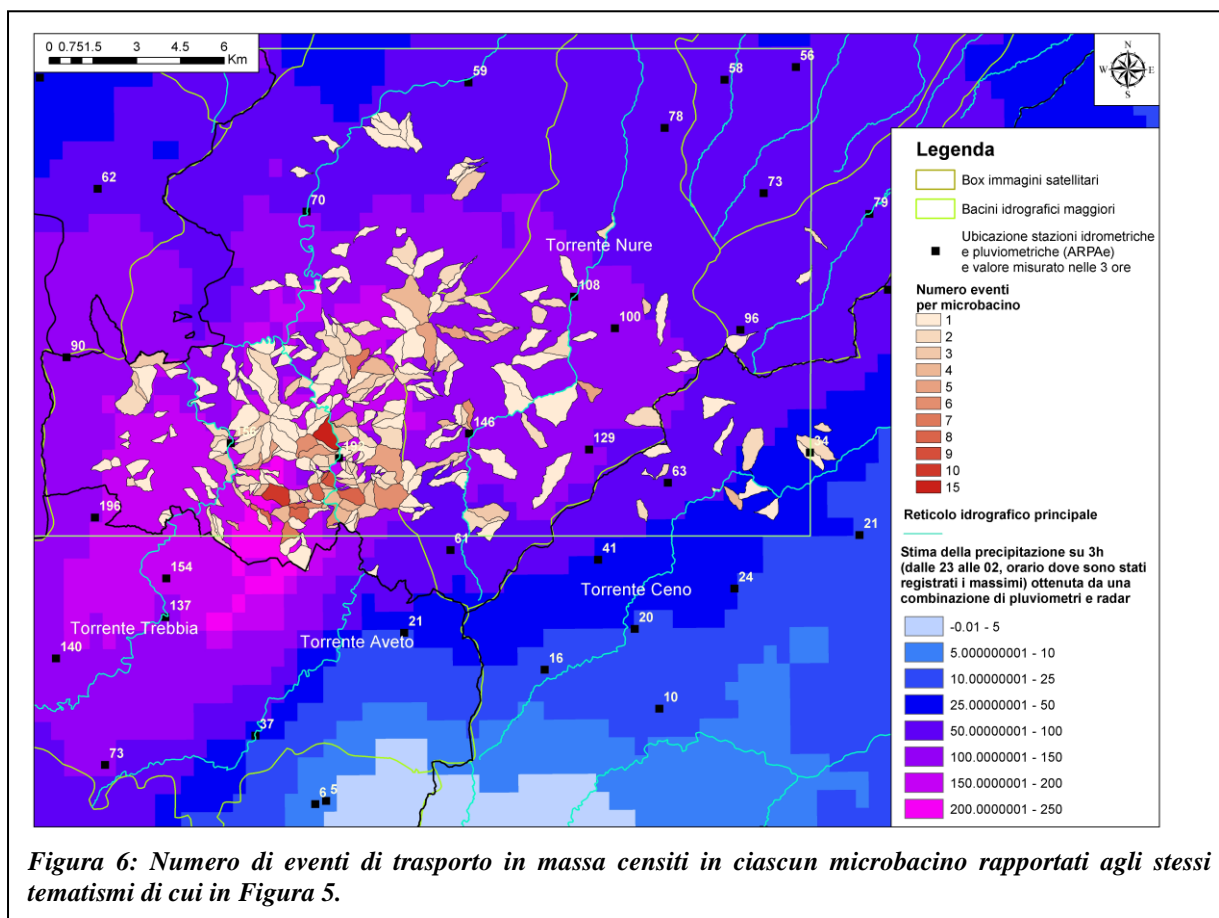 0 0.75 1.5 3 4.5 6
Km
N
W E
S
59
58
56
78
62
73
70
79
Torrente Nure
108
100
96
90
146
129
34
63
196
61
21
41
154
24
Torrente Ceno
137
20
Torrente Trebbia
Torrente Aveto
21
140
16
10
37
73
6 5
Legenda
Box immagini satellitari
Bacini idrografici maggiori
Ubicazione stazioni idrometriche
e pluviometriche (ARPAe)
e valore misurato nelle 3 ore
Numero eventi
per microbacino
1
2
3
4
5
6
7
8
9
10
15
Reticolo idrografico principale
Stima della precipitazione su 3h
(dalle 23 alle 02, orario dove sono stati
registrati i massimi) ottenuta da una
combinazione di pluviometri e radar
-0.01 - 5
5.000000001 - 10
10.00000001 - 25
25.00000001 - 50
50.00000001 - 100
100.0000001 - 150
150.0000001 - 200
200.0000001 - 250
Figura 6: Numero di eventi di trasporto in massa censiti in ciascun microbacino rapportati agli stessi
tematismi di cui in Figura 5.